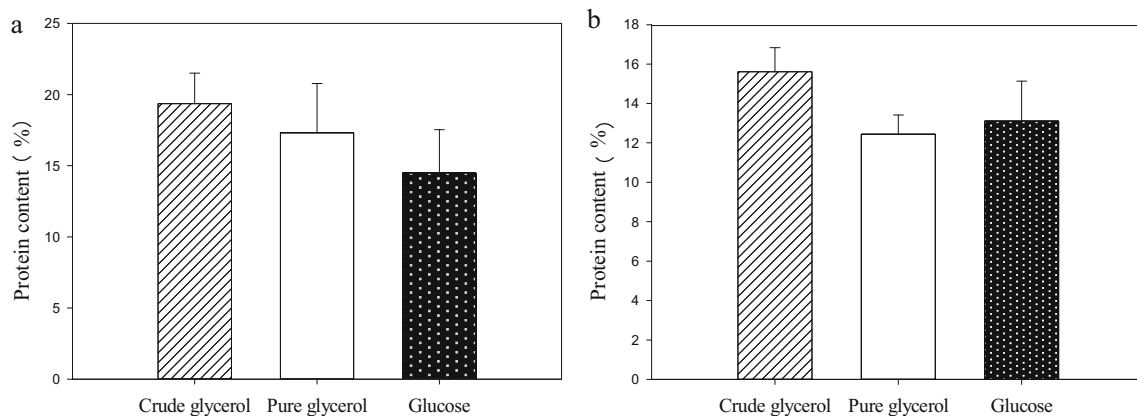 a
Protein content ( %)
25
20
15
10
5
0
Crude glycerol Pure glycerol Glucose
b
Protein content ( %)
18
16
14
12
10
8
6
4
2
0
Crude glycerol Pure glycerol Glucose